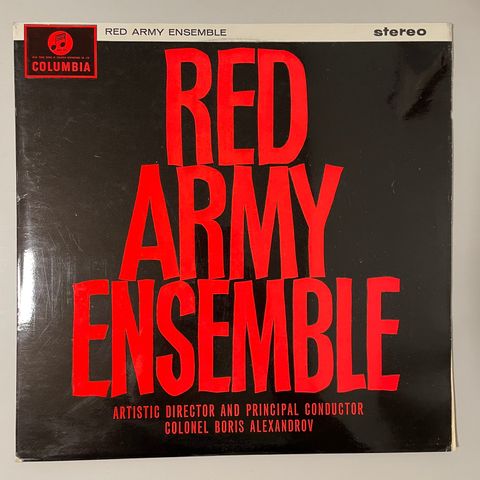 RED ARMY ENSEMBLE
stereo
COLUMBIA
RED
ARMY
ENSEMBLE
ARTISTIC DIRECTOR AND PRINCIPAL CONDUCTOR
COLONEL BORIS ALEXANDROV